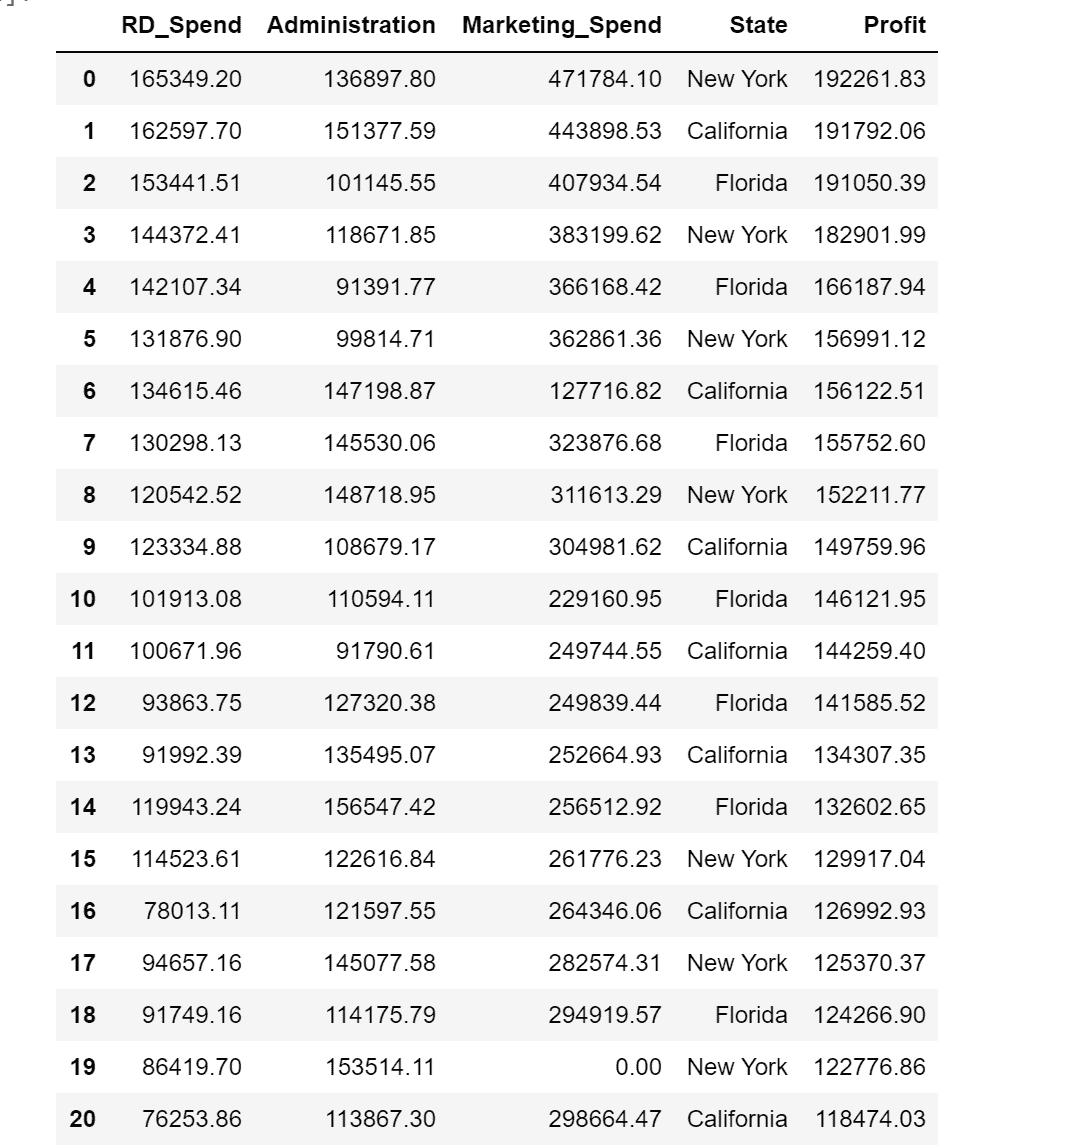 RD_Spend Administration Marketing_Spend State Profit
0 165349.20 136897.80 471784.10 New York 192261.83
1 162597.70 151377.59 443898.53 California 191792.06
2 153441.51 101145.55 407934.54 Florida 191050.39
3 144372.41 118671.85 383199.62 New York 182901.99
4 142107.34 91391.77 366168.42 Florida 166187.94
5 131876.90 99814.71 362861.36 New York 156991.12
6 134615.46 147198.87 127716.82 California 156122.51
7 130298.13 145530.06 323876.68 Florida 155752.60
8 120542.52 148718.95 311613.29 New York 152211.77
9 123334.88 108679.17 304981.62 California 149759.96
10 101913.08 110594.11 229160.95 Florida 146121.95
11 100671.96 91790.61 249744.55 California 144259.40
12 93863.75 127320.38 249839.44 Florida 141585.52
13 91992.39 135495.07 252664.93 California 134307.35
14 119943.24 156547.42 256512.92 Florida 132602.65
15 114523.61 122616.84 261776.23 New York 129917.04
16 78013.11 121597.55 264346.06 California 126992.93
17 94657.16 145077.58 282574.31 New York 125370.37
18 91749.16 114175.79 294919.57 Florida 124266.90
19 86419.70 153514.11 0.00 New York 122776.86
20 76253.86 113867.30 298664.47 California 118474.03